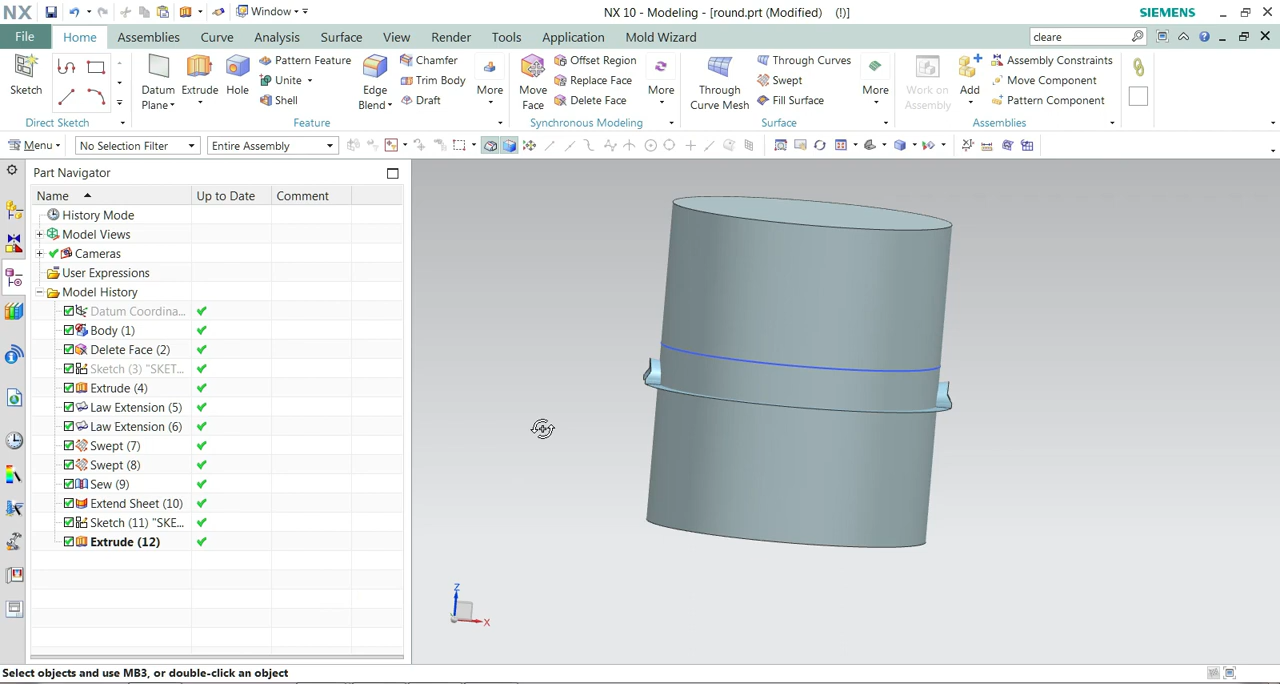 NX Window NX 10 - Modeling - [round.prt (Modified) (!)] SIEMENS
File Home Assemblies Curve Analysis Surface View Render Tools Application Mold Wizard cleare
Sketch Datum Plane Extrude Hole Pattern Feature Edge Blend Chamfer More Move Face Offset Region More Through Curve Mesh Through Curves More Work on Assembly Add Assembly Constraints
Unite Trim Body Replace Face Swept Move Component
Shell Draft Delete Face Fill Surface Pattern Component
Direct Sketch Feature Synchronous Modeling Surface Assemblies
Menu No Selection Filter Entire Assembly
Part Navigator
Name Up to Date Comment
History Mode
Model Views
Cameras
User Expressions
Model History
Datum Coordina...
Body (1)
Delete Face (2)
Sketch (3) "SKET...
Extrude (4)
Law Extension (5)
Law Extension (6)
Swept (7)
Swept (8)
Sew (9)
Extend Sheet (10)
Sketch (11) "SKE...
Extrude (12)
Z
X
Select objects and use MB3, or double-click an object